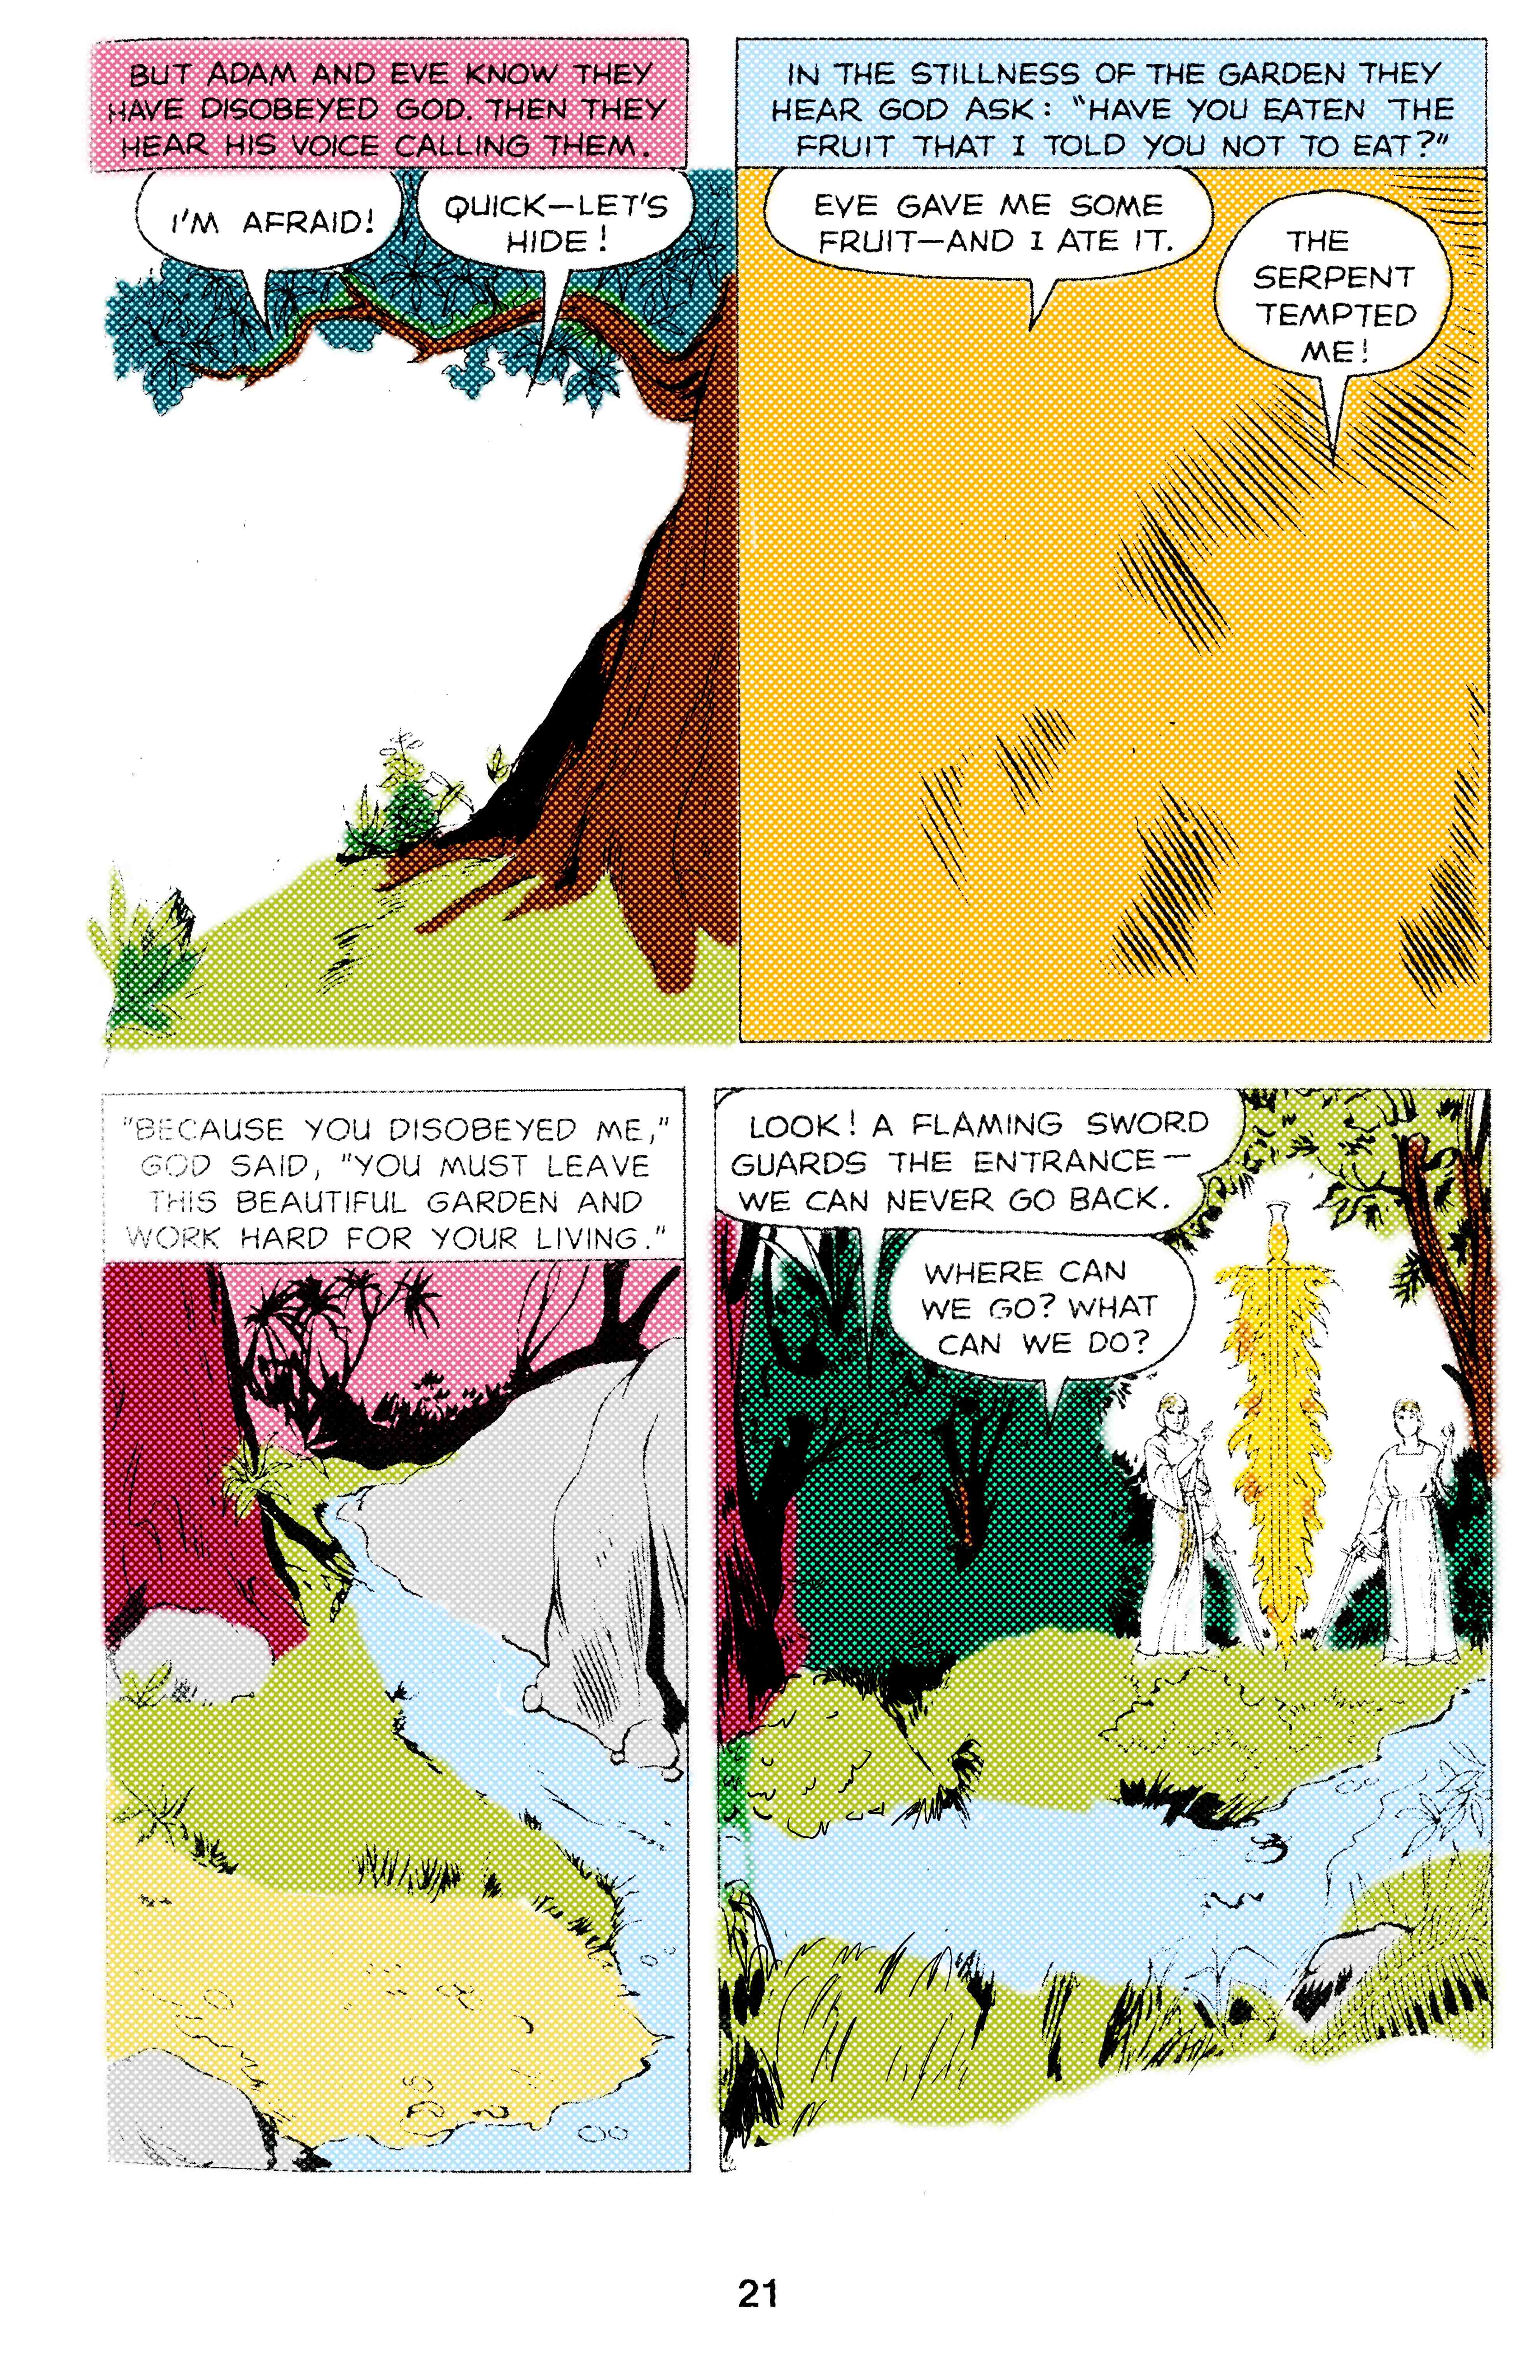 BUT ADAM AND EVE KNOW THEY
HAVE DISOBEYED GOD. THEN THEY
HEAR HIS VOICE CALLING THEM.
I'M AFRAID!
QUICK—LET'S
HIDE!
IN THE STILLNESS OF THE GARDEN THEY
HEAR GOD ASK: "HAVE YOU EATEN THE
FRUIT THAT I TOLD YOU NOT TO EAT?"
EVE GAVE ME SOME
FRUIT—AND I ATE IT.
THE
SERPENT
TEMPTED
ME!
"BECAUSE YOU DISOBEYED ME,"
GOD SAID, "YOU MUST LEAVE
THIS BEAUTIFUL GARDEN AND
WORK HARD FOR YOUR LIVING."
LOOK! A FLAMING SWORD
GUARDS THE ENTRANCE—
WE CAN NEVER GO BACK.
WHERE CAN
WE GO? WHAT
CAN WE DO?
21